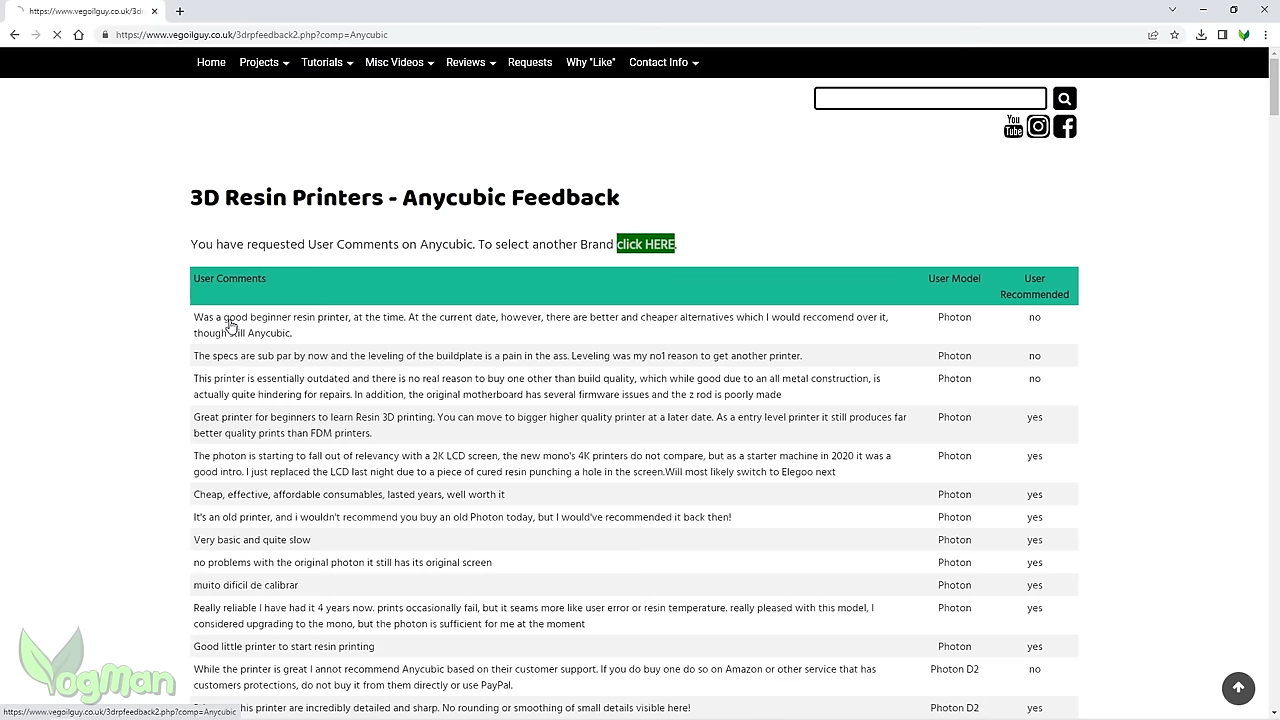 https://www.vegoilguy.co.uk/3d
https://www.vegoilguy.co.uk/3drpfeedback2.php?comp=Anycubic
Home Projects Tutorials Misc Videos Reviews Requests Why "Like" Contact Info
You
Tube
3D Resin Printers - Anycubic Feedback
You have requested User Comments on Anycubic. To select another Brand click HERE.
User Comments User Model User
Recommended
Was a good beginner resin printer, at the time. At the current date, however, there are better and cheaper alternatives which I would reccomend over it, Photon no
though still Anycubic.
The specs are sub par by now and the leveling of the buildplate is a pain in the ass. Leveling was my no1 reason to get another printer. Photon no
This printer is essentially outdated and there is no real reason to buy one other than build quality, which while good due to an all metal construction, is Photon no
actually quite hindering for repairs. In addition, the original motherboard has several firmware issues and the z rod is poorly made
Great printer for beginners to learn Resin 3D printing. You can move to bigger higher quality printer at a later date. As a entry level printer it still produces far Photon yes
better quality prints than FDM printers.
The photon is starting to fall out of relevancy with a 2K LCD screen, the new mono's 4K printers do not compare, but as a starter machine in 2020 it was a Photon yes
good intro. I just replaced the LCD last night due to a piece of cured resin punching a hole in the screen.Will most likely switch to Elegoo next
Cheap, effective, affordable consumables, lasted years, well worth it Photon yes
It's an old printer, and i wouldn't recommend you buy an old Photon today, but I would've recommended it back then! Photon yes
Very basic and quite slow Photon yes
no problems with the original photon it still has its original screen Photon yes
muito dificil de calibrar Photon yes
Really reliable I have had it 4 years now. prints occasionally fail, but it seams more like user error or resin temperature. really pleased with this model, I Photon yes
considered upgrading to the mono, but the photon is sufficient for me at the moment
Good little printer to start resin printing Photon yes
While the printer is great I annot recommend Anycubic based on their customer support. If you do buy one do so on Amazon or other service that has Photon D2 no
customers protections, do not buy it from them directly or use PayPal.
this printer are incredibly detailed and sharp. No rounding or smoothing of small details visible here! Photon D2 yes
VogMan
https://www.vegoilguy.co.uk/3drpfeedback2.php?comp=Anycubic